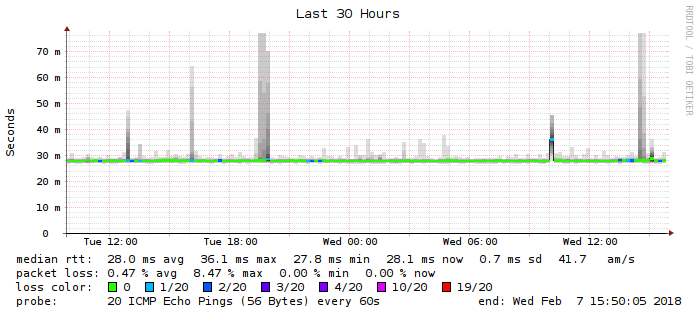 Last 30 Hours
RRDTOOL / TOBI OETIKER
Seconds
70 m
60 m
50 m
40 m
30 m
20 m
10 m
0
Tue 12:00 Tue 18:00 Wed 00:00 Wed 06:00 Wed 12:00
median rtt: 28.0 ms avg 36.1 ms max 27.8 ms min 28.1 ms now 0.7 ms sd 41.7 am/s
packet loss: 0.47 % avg 8.47 % max 0.00 % min 0.00 % now
loss color: 0 1/20 2/20 3/20 4/20 10/20 19/20
probe: 20 ICMP Echo Pings (56 Bytes) every 60s end: Wed Feb 7 15:50:05 2018